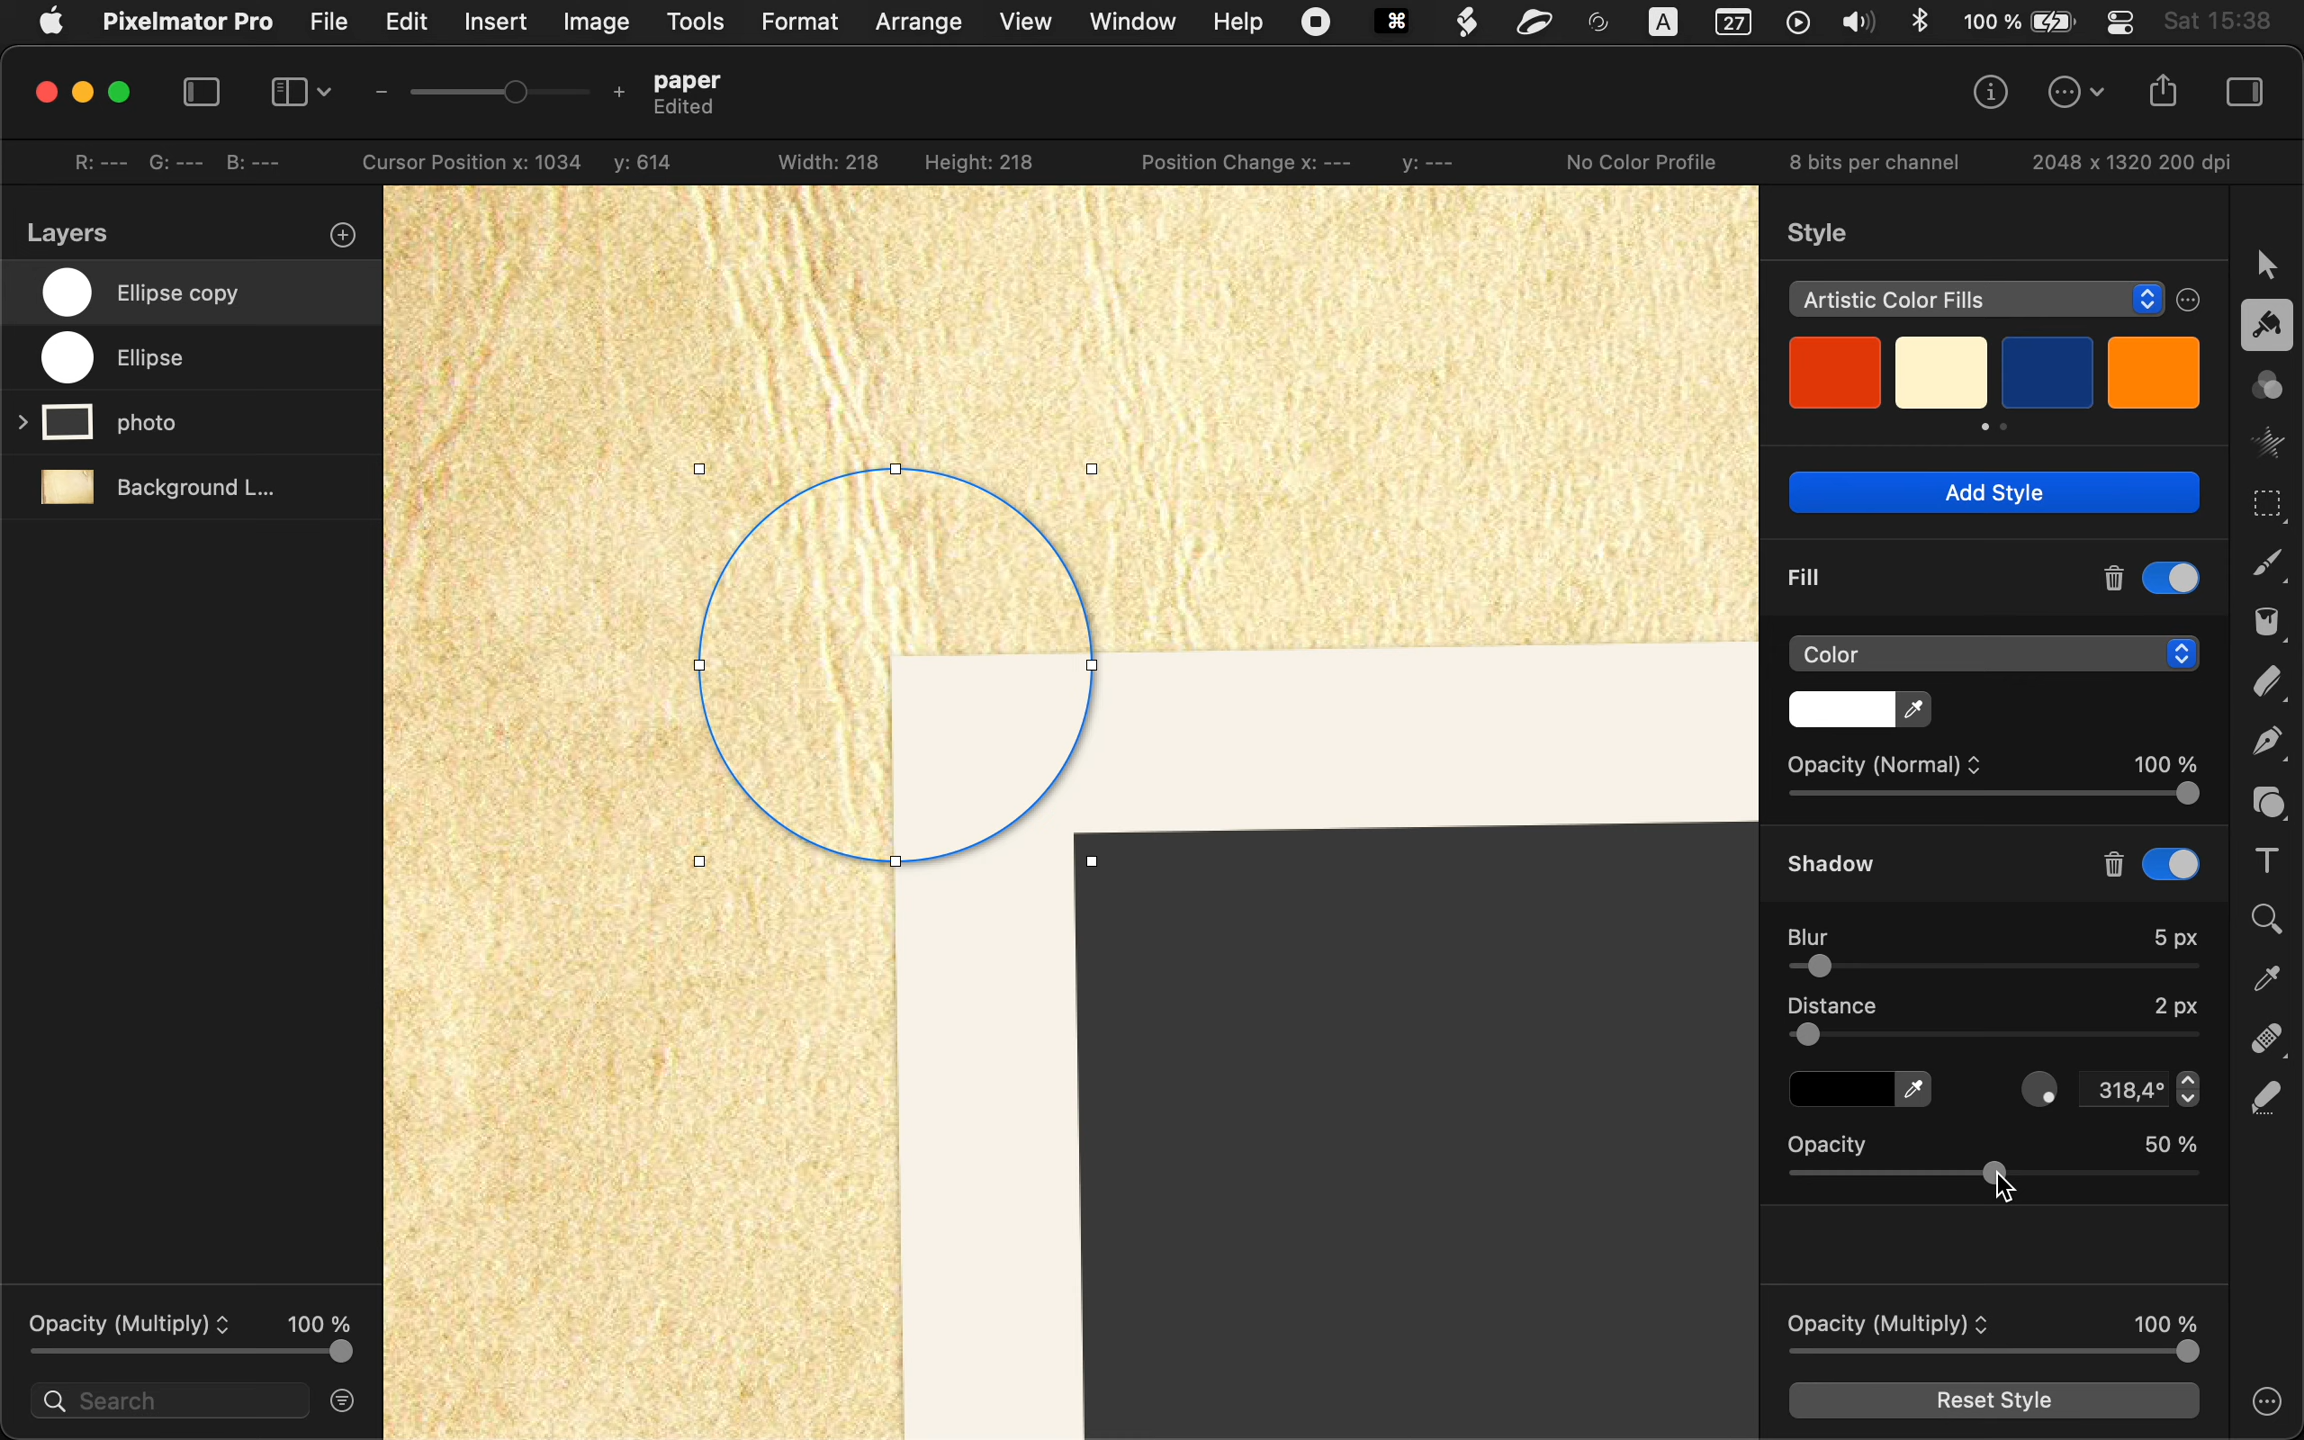 Pixelmator Pro File Edit Insert Image Tools Format Arrange View Window Help ⌘ A 27 100 % Sat 15:38
paper
Edited
R: --- G: --- B: --- Cursor Position x: 1034 y: 614 Width: 218 Height: 218 Position Change x: --- y: --- No Color Profile 8 bits per channel 2048 x 1320 200 dpi
Layers
Ellipse copy
Ellipse
photo
Background L...
Opacity (Multiply) 100 %
Search
Style
Artistic Color Fills
Add Style
Fill
Color
Opacity (Normal) 100 %
Shadow
Blur 5 px
Distance 2 px
318,4°
Opacity 50 %
Opacity (Multiply) 100 %
Reset Style